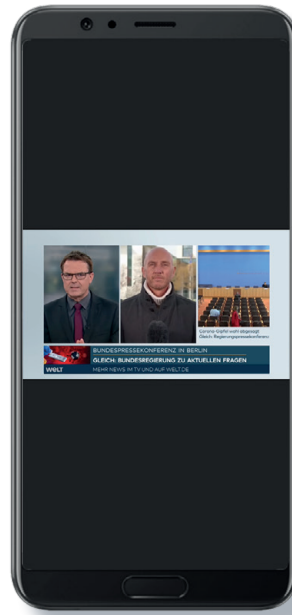 Corona-Gipfel wohl abgesagt
Gleich: Regierungspressekonferenz
BUNDESPRESSEKONFERENZ IN BERLIN
GLEICH: BUNDESREGIERUNG ZU AKTUELLEN FRAGEN
welt
MEHR NEWS IM TV UND AUF WELT.DE